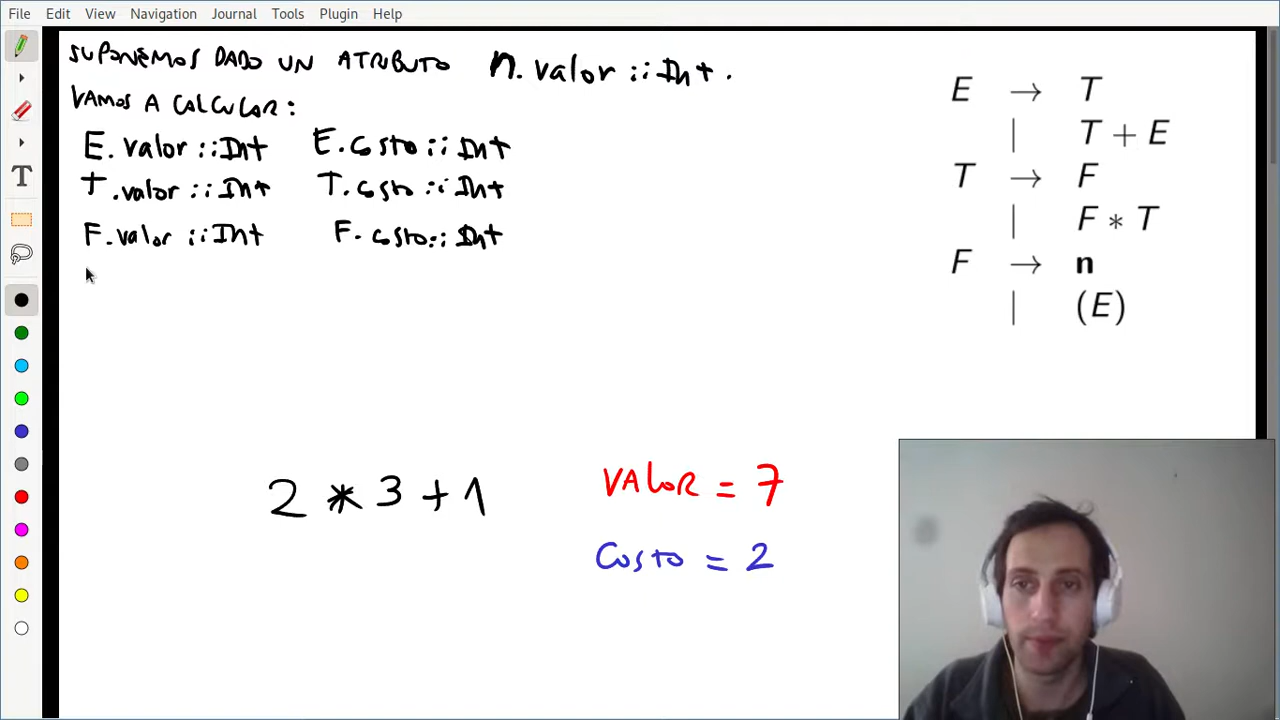 File Edit View Navigation Journal Tools Plugin Help
SUPONEMOS DADO UN ATRIBUTO n.valor :: Int.
VAMOS A CALCULAR:
E.valor :: Int E.costo :: Int
T.valor :: Int T.costo :: Int
F.valor :: Int F.costo :: Int
E → T
| T + E
T → F
| F * T
F → n
| (E)
2 * 3 + 1
VALOR = 7
COSTO = 2
T